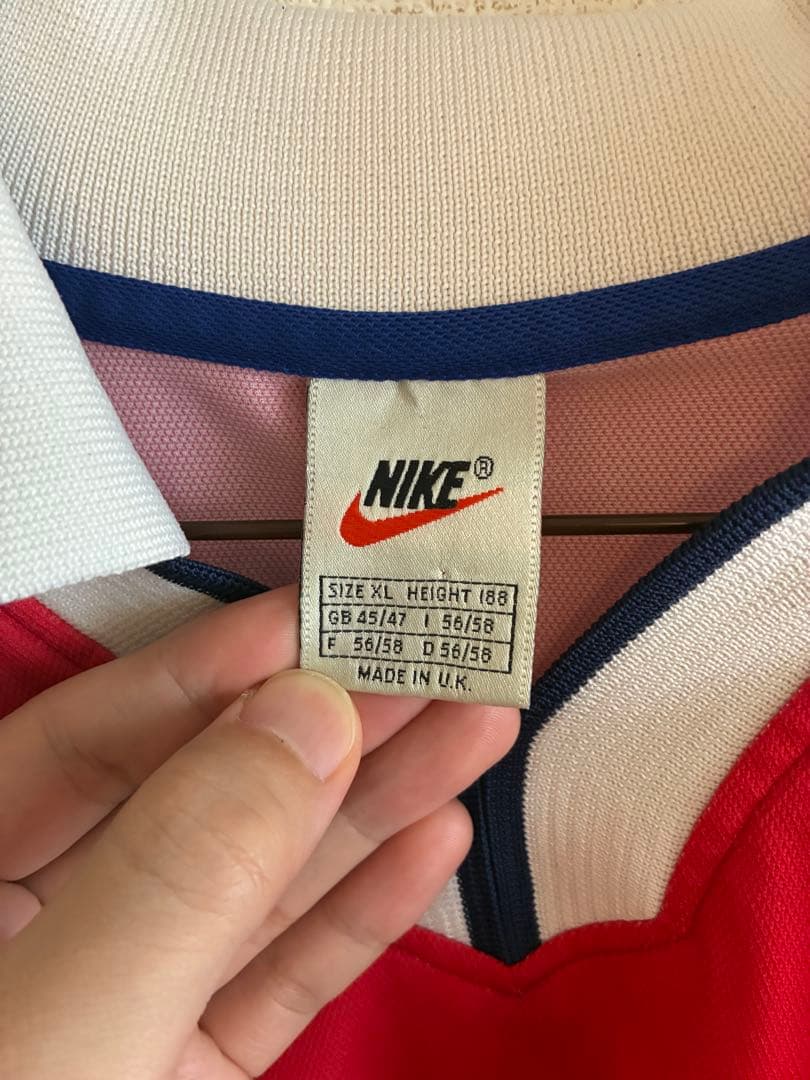 NIKE®
SIZE XL HEIGHT 188
GB 45/47 I 56/58
F 56/58 D 56/58
MADE IN U.K.